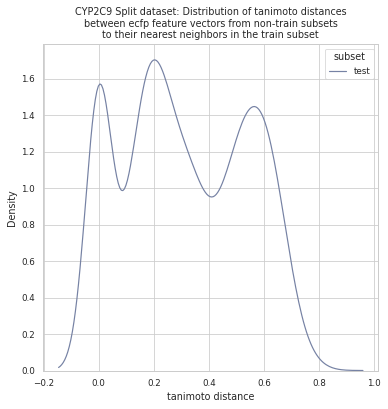 CYP2C9 Split dataset: Distribution of tanimoto distances
between ecfp feature vectors from non-train subsets
to their nearest neighbors in the train subset
subset
test
1.6
1.4
1.2
1.0
0.8
0.6
0.4
0.2
0.0
Density
−0.2 0.0 0.2 0.4 0.6 0.8 1.0
tanimoto distance